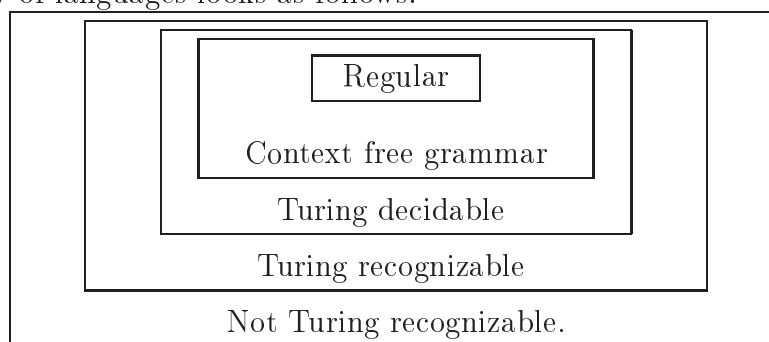 of languages looks as follows:
Regular
Context free grammar
Turing decidable
Turing recognizable
Not Turing recognizable.